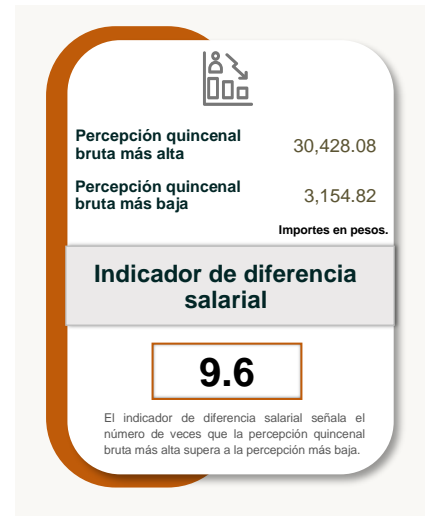 Percepción quincenal
bruta más alta
30,428.08
Percepción quincenal
bruta más baja
3,154.82
Importes en pesos.
Indicador de diferencia
salarial
9.6
El indicador de diferencia salarial señala el
número de veces que la percepción quincenal
bruta más alta supera a la percepción más baja.